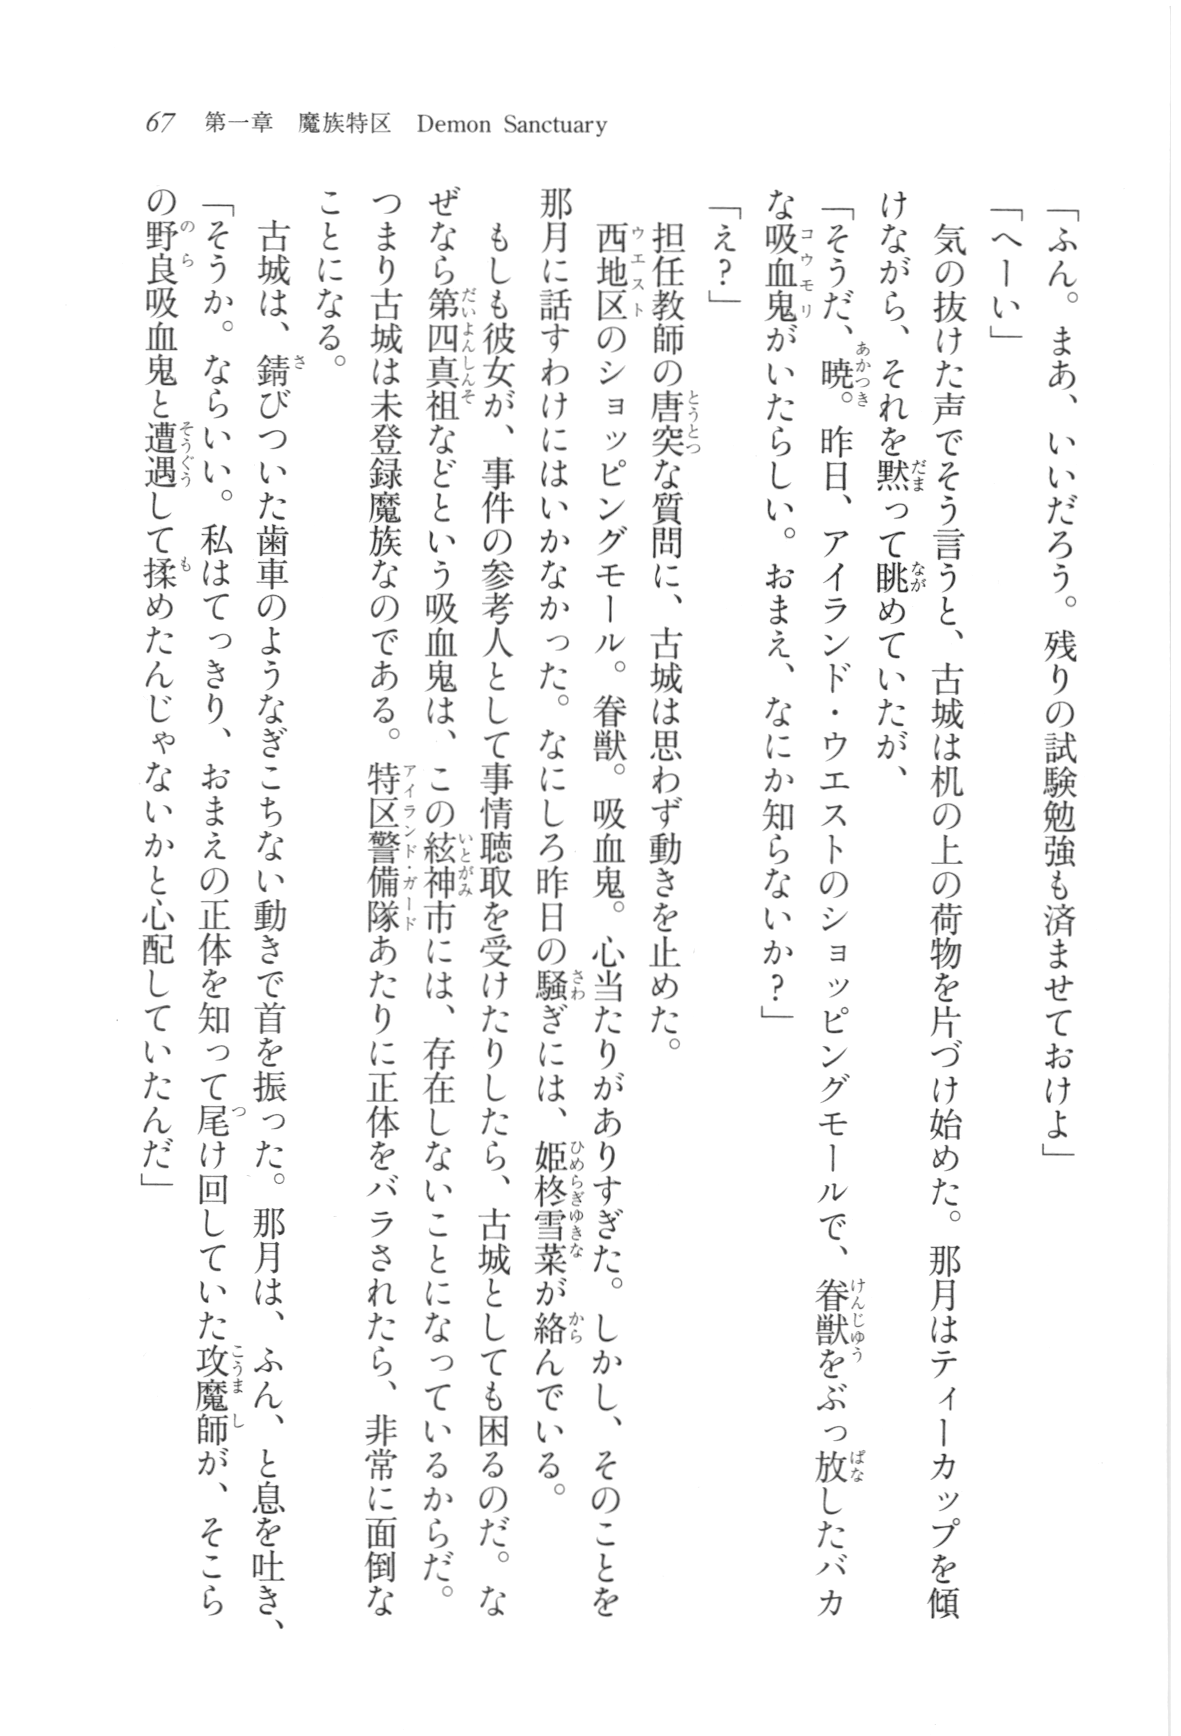 67 第一章 魔族特区 Demon Sanctuary
「ふん。まあ、いいだろう。残りの試験勉強も済ませておけよ」
「へーい」
　気の抜けた声でそう言うと、古城は机の上の荷物を片づけ始めた。那月はティーカップを傾
けながら、それを黙って眺めていたが、
「そうだ、暁。昨日、アイランド・ウエストのショッピングモールで、眷獣をぶっ放したバカ
な吸血鬼がいたらしい。おまえ、なにか知らないか？」
「え？」
　担任教師の唐突な質問に、古城は思わず動きを止めた。
　西地区のショッピングモール。眷獣。吸血鬼。心当たりがありすぎた。しかし、そのことを
那月に話すわけにはいかなかった。なにしろ昨日の騒ぎには、姫柊雪菜が絡んでいる。
　もしも彼女が、事件の参考人として事情聴取を受けたりしたら、古城としても困るのだ。な
ぜなら第四真祖などという吸血鬼は、この絃神市には、存在しないことになっているからだ。
つまり古城は未登録魔族なのである。特区警備隊あたりに正体をバラされたら、非常に面倒な
ことになる。
　古城は、錆びついた歯車のようなぎこちない動きで首を振った。那月は、ふん、と息を吐き、
「そうか。ならいい。私はてっきり、おまえの正体を知って尾け回していた攻魔師が、そこら
の野良吸血鬼と遭遇して揉めたんじゃないかと心配していたんだ」